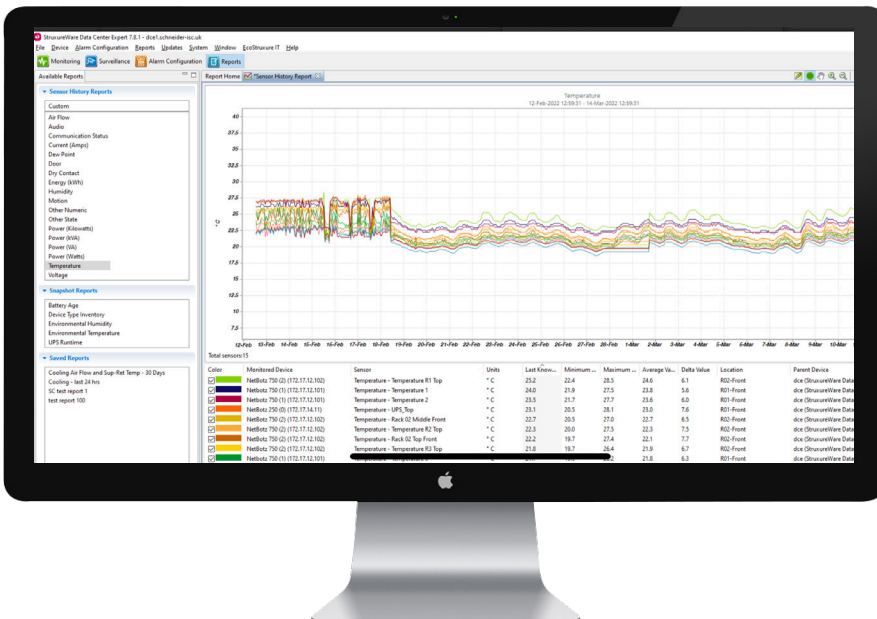 StruxureWare Data Center Expert 7.8.1 - dce1.schneider-isc.uk
File Device Alarm Configuration Reports Updates System Window EcoStruxure IT Help
Monitoring Surveillance Alarm Configuration Reports
Available Reports
Sensor History Reports
Custom
Air Flow
Audio
Communication Status
Current (Amps)
Dew Point
Door
Dry Contact
Energy (kWh)
Humidity
Motion
Other Numeric
Other State
Power (Kilowatts)
Power (kVA)
Power (VA)
Power (Watts)
Temperature
Voltage
Snapshot Reports
Battery Age
Device Type Inventory
Environmental Humidity
Environmental Temperature
UPS Runtime
Saved Reports
Cooling Air Flow and Sup-Ret Temp - 30 Days
Cooling - last 24 hrs
SC test report 1
test report 100
Report Home *Sensor History Report
Temperature
12-Feb-2022 12:59:31 - 14-Mar-2022 12:59:31
40
37.5
35
32.5
30
27.5
25
22.5
20
17.5
15
12.5
10
7.5
°C
12-Feb 13-Feb 14-Feb 15-Feb 16-Feb 17-Feb 18-Feb 19-Feb 20-Feb 21-Feb 22-Feb 23-Feb 24-Feb 25-Feb 26-Feb 27-Feb 28-Feb 1-Mar 2-Mar 3-Mar 4-Mar 5-Mar 6-Mar 7-Mar 8-Mar 9-Mar 10-Mar
Total sensors:15
Color Monitored Device Sensor Units Last Know... Minimum ... Maximum ... Average Va... Delta Value Location Parent Device
NetBotz 750 (2) (172.17.12.102) Temperature - Temperature R1 Top ° C 25.2 22.4 28.5 24.6 6.1 R02-Front dce (StruxureWare Data
NetBotz 750 (1) (172.17.12.101) Temperature - Temperature 1 ° C 24.0 21.9 27.5 23.8 5.6 R01-Front dce (StruxureWare Data
NetBotz 750 (1) (172.17.12.101) Temperature - Temperature 2 ° C 23.5 21.7 27.7 23.6 6.0 R01-Front dce (StruxureWare Data
NetBotz 250 (0) (172.17.14.11) Temperature - UPS_Top ° C 23.1 20.5 28.1 23.0 7.6 R01-Front dce (StruxureWare Data
NetBotz 750 (2) (172.17.12.102) Temperature - Rack 02 Middle Front ° C 22.7 20.5 27.0 22.7 6.5 R02-Front dce (StruxureWare Data
NetBotz 750 (2) (172.17.12.102) Temperature - Temperature R2 Top ° C 22.3 20.0 27.5 22.3 7.5 R02-Front dce (StruxureWare Data
NetBotz 750 (2) (172.17.12.102) Temperature - Rack 02 Top Front ° C 22.2 19.7 27.4 22.1 7.7 R02-Front dce (StruxureWare Data
NetBotz 750 (2) (172.17.12.102) Temperature - Temperature R3 Top ° C 21.8 19.7 26.4 21.9 6.7 R02-Front dce (StruxureWare Data
NetBotz 750 (1) (172.17.12.101) 21.8 6.3 R01-Front dce (StruxureWare Data